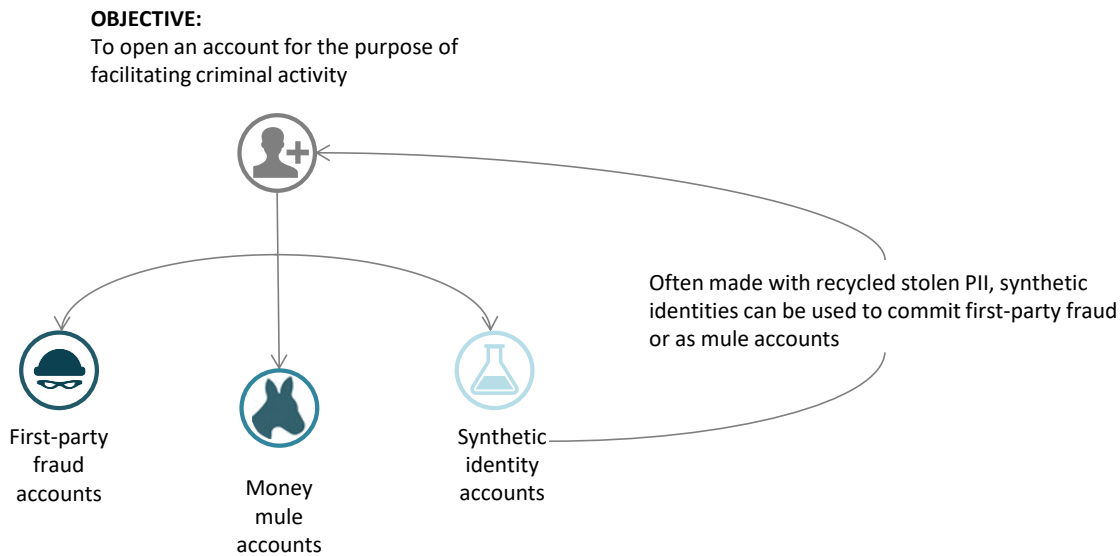 OBJECTIVE:
To open an account for the purpose of
facilitating criminal activity
Often made with recycled stolen PII, synthetic
identities can be used to commit first-party fraud
or as mule accounts
First-party
fraud
accounts
Money
mule
accounts
Synthetic
identity
accounts